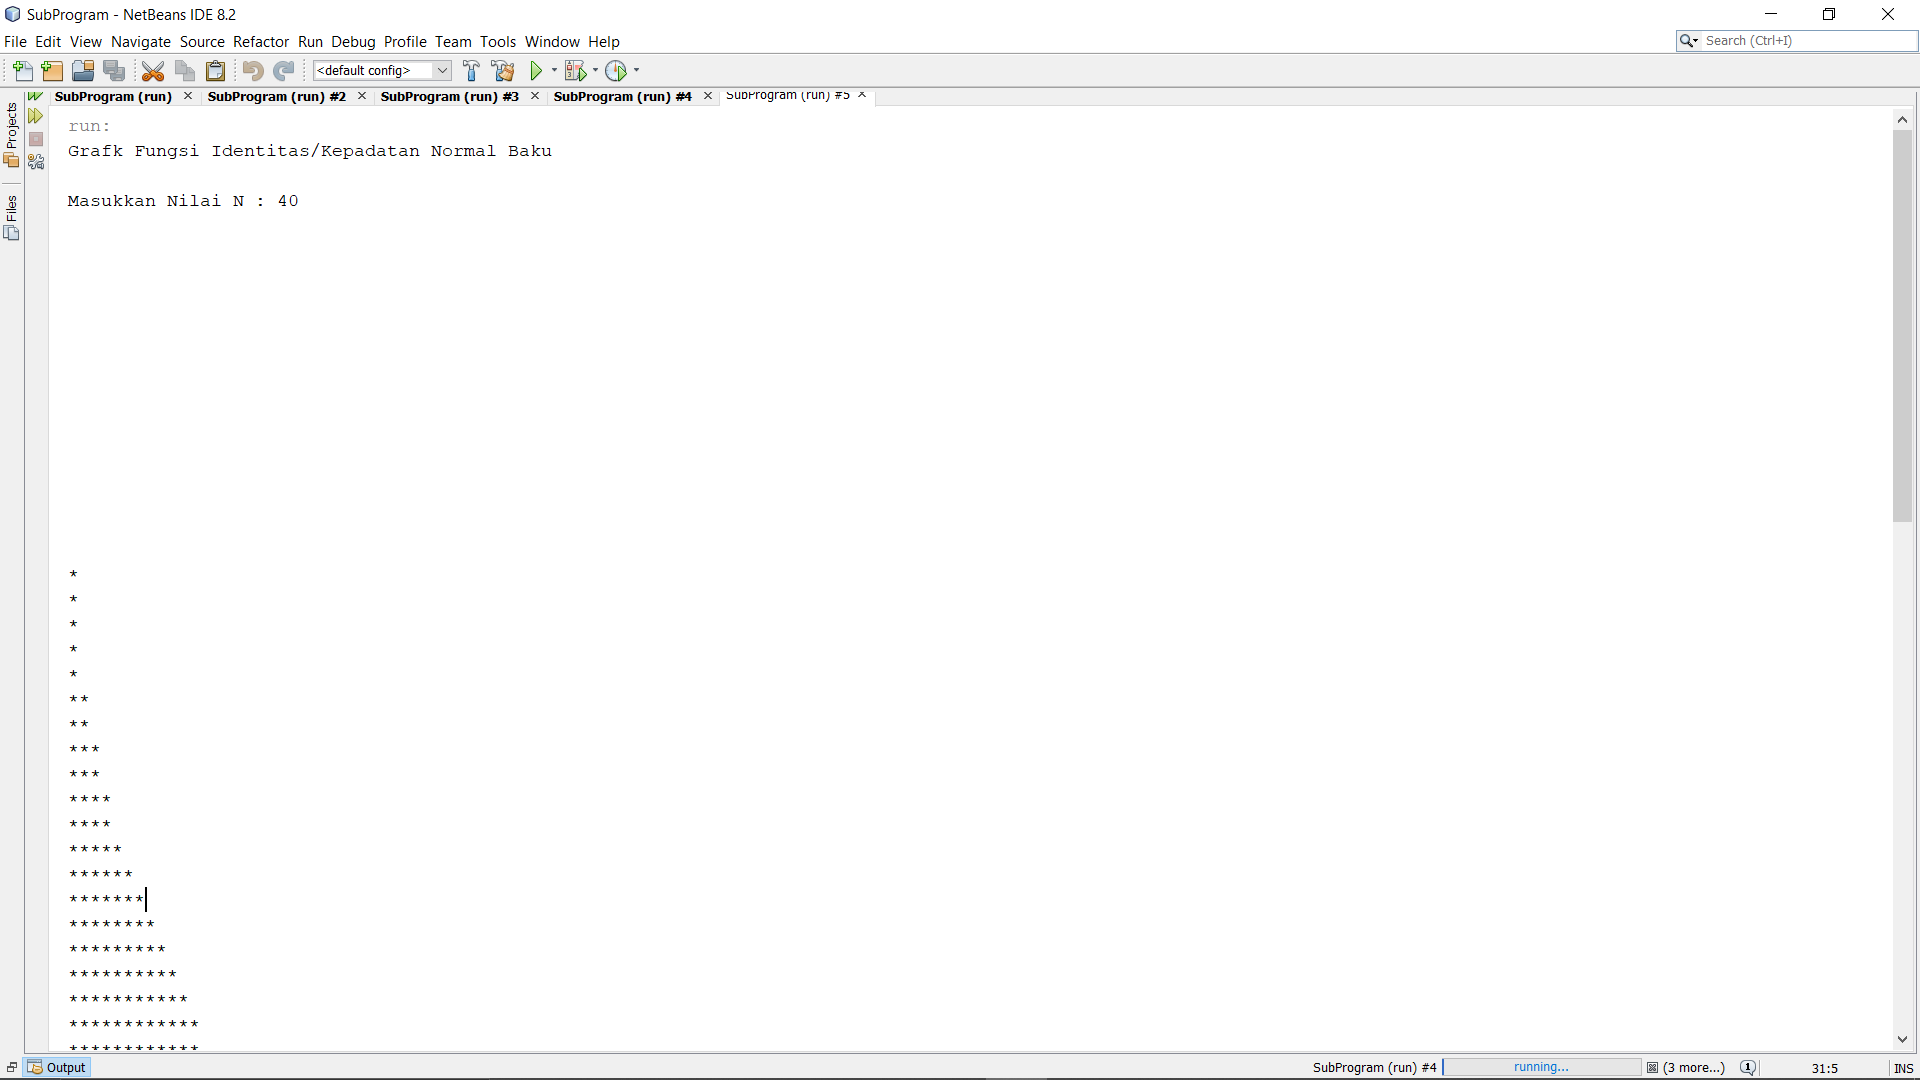 SubProgram - NetBeans IDE 8.2
File Edit View Navigate Source Refactor Run Debug Profile Team Tools Window Help
Search (Ctrl+I)
<default config>
SubProgram (run) SubProgram (run) #2 SubProgram (run) #3 SubProgram (run) #4 SubProgram (run) #5
Projects
Files
run:
Grafk Fungsi Identitas/Kepadatan Normal Baku
Masukkan Nilai N : 40
*
*
*
*
*
**
**
***
***
****
****
*****
******
*******
********
*********
**********
***********
************
************
Output
SubProgram (run) #4 running... (3 more...) 1 31:5 INS